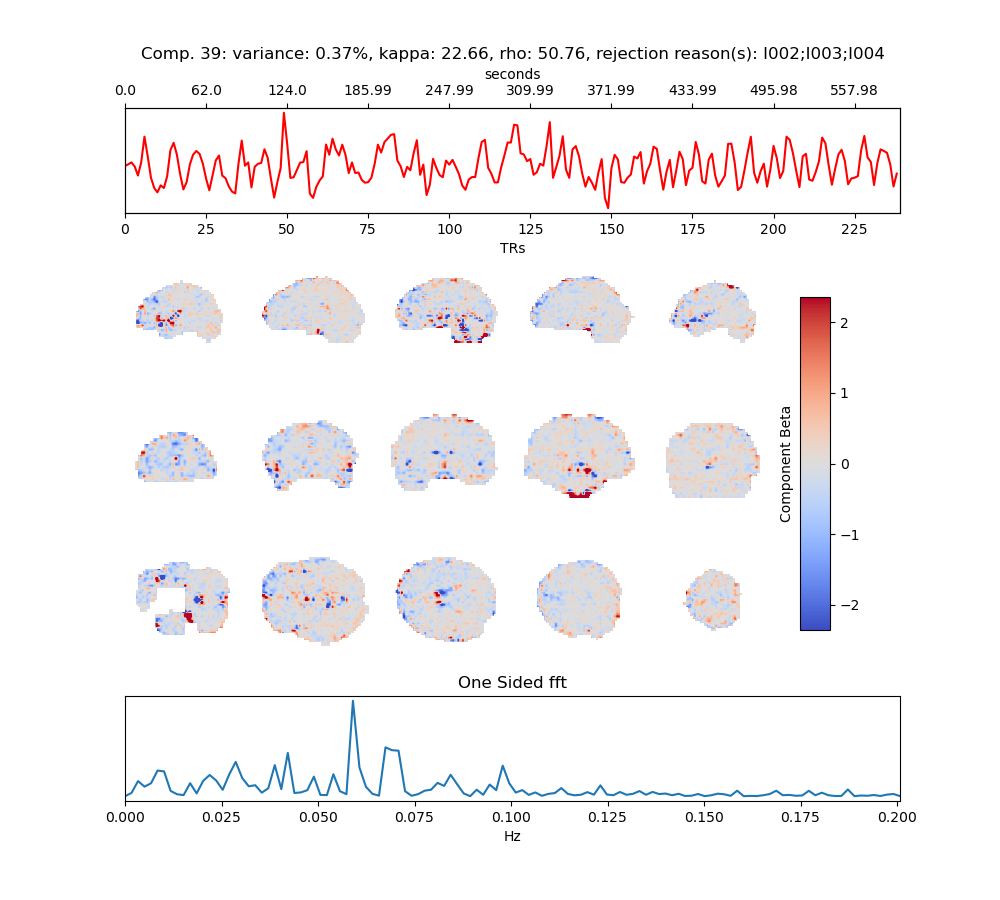 Comp. 39: variance: 0.37%, kappa: 22.66, rho: 50.76, rejection reason(s): I002;I003;I004
seconds
0.0 62.0 124.0 185.99 247.99 309.99 371.99 433.99 495.98 557.98
0 25 50 75 100 125 150 175 200 225
TRs
2
1
0
−1
−2
Component Beta
One Sided fft
0.000 0.025 0.050 0.075 0.100 0.125 0.150 0.175 0.200
Hz